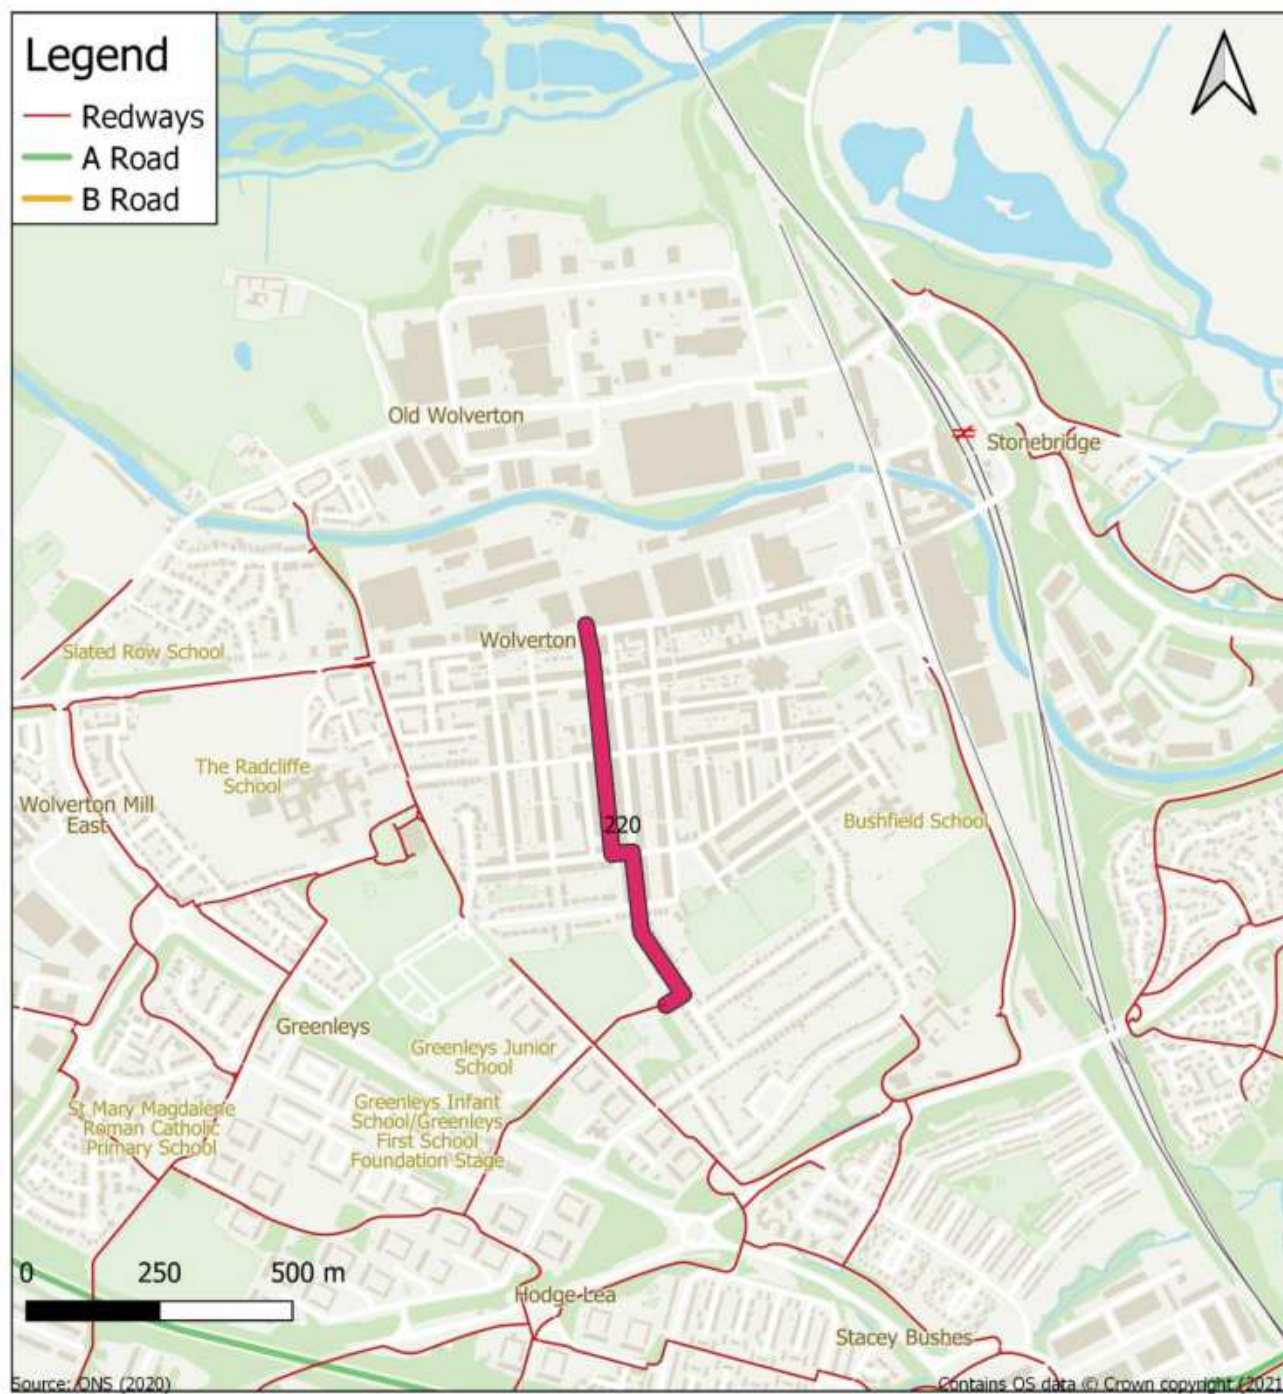 Legend
Redways
A Road
B Road
Old Wolverton
Stonebridge
Wolverton
Slated Row School
The Radcliffe
School
Wolverton Mill
East
220
Bushfield School
Greenleys
Greenleys Junior
School
Greenleys Infant
School/Greenleys
First School
Foundation Stage
St Mary Magdalene
Roman Catholic
Primary School
0 250 500 m
Hodge Lea
Stacey Bushes
Source: ONS (2020)
Contains OS data © Crown copyright (2021